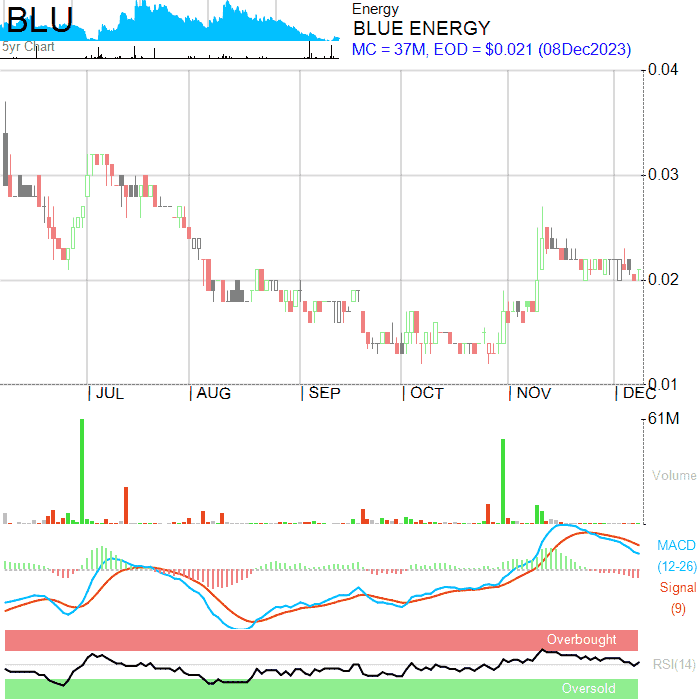 BLU
5yr Chart
Energy
BLUE ENERGY
MC = 37M, EOD = $0.021 (08Dec2023)
0.04
0.03
0.02
0.01
JUL
AUG
SEP
OCT
NOV
DEC
61M
Volume
MACD
(12-26)
Signal
(9)
Overbought
RSI(14)
Oversold